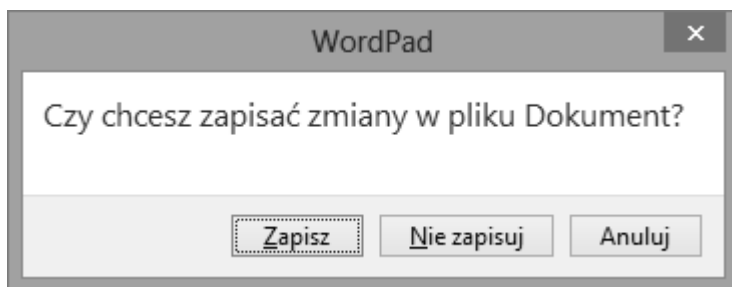 WordPad
Czy chcesz zapisać zmiany w pliku Dokument?
Zapisz Nie zapisuj Anuluj